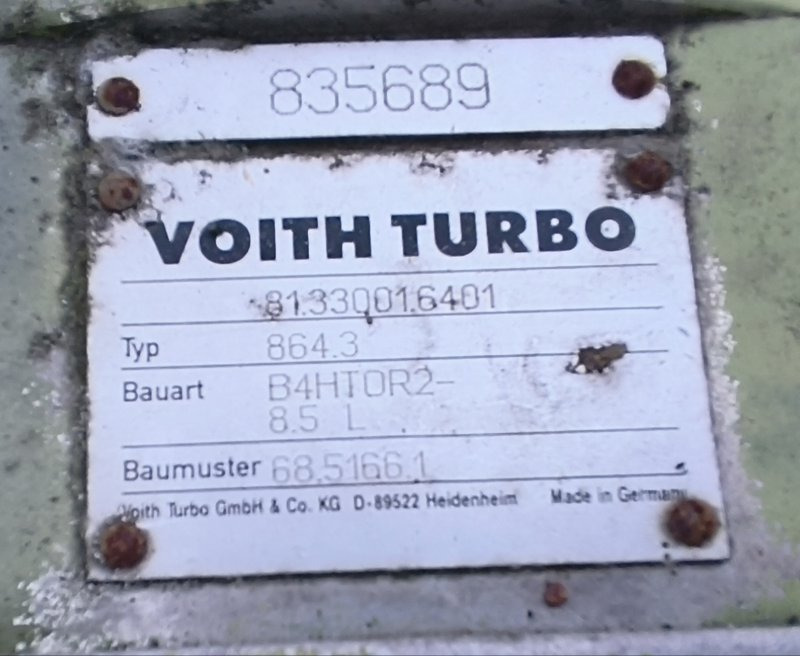 835689
VOITH TURBO
81.33001.6401
Typ 864.3
Bauart B4HTOR2-
8.5 L
Baumuster 68.5166.1
Voith Turbo GmbH & Co. KG D-89522 Heidenheim Made in Germany